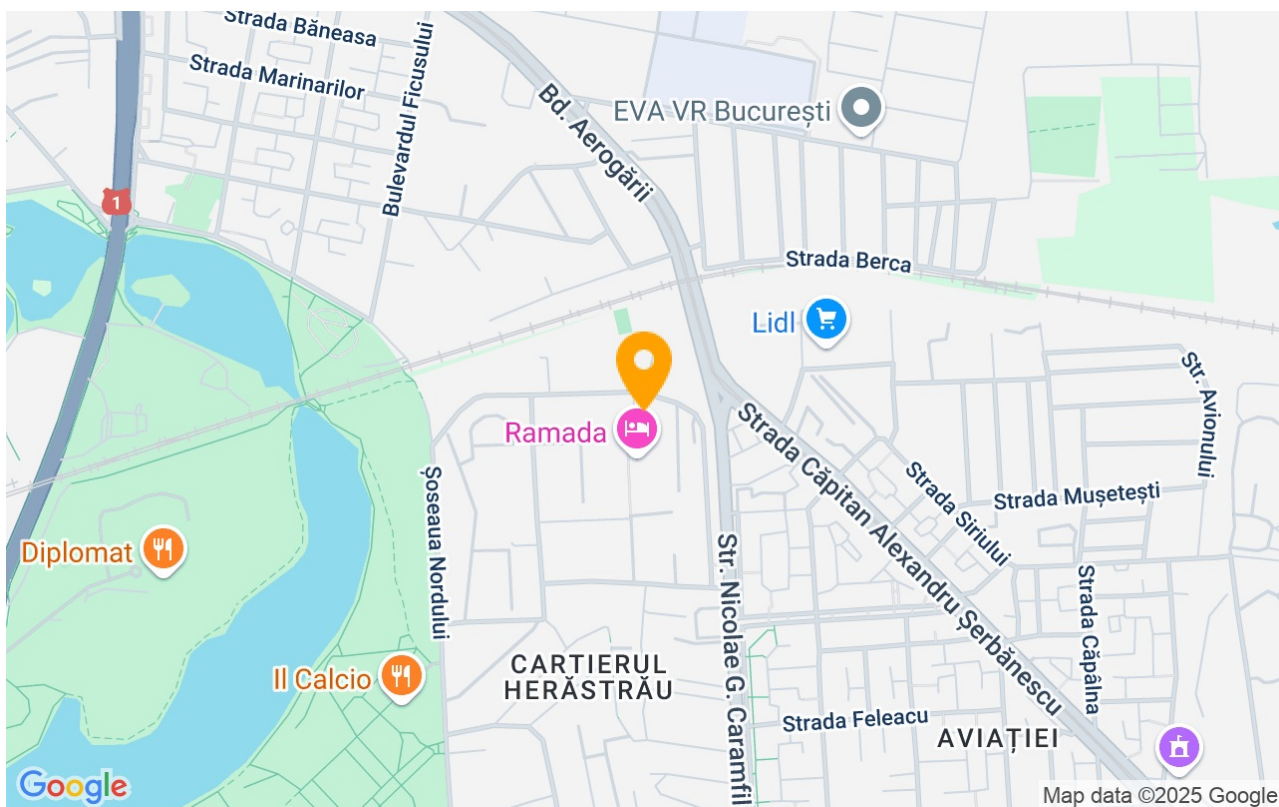 Strada Băneasa
Strada Marinarilor
Bulevardul Ficusului
Bd. Aerogării
EVA VR București
1
Strada Berca
Lidl
Str. Avionului
Ramada
Strada Căpitan Alexandru Șerbănescu
Strada Siriului
Strada Mușetești
Șoseaua Nordului
Diplomat
Str. Nicolae G. Caramfil
Strada Căpâlna
Il Calcio
CARTIERUL
HERĂSTRĂU
Strada Feleacu
AVIAȚIEI
Google
Map data ©2025 Google